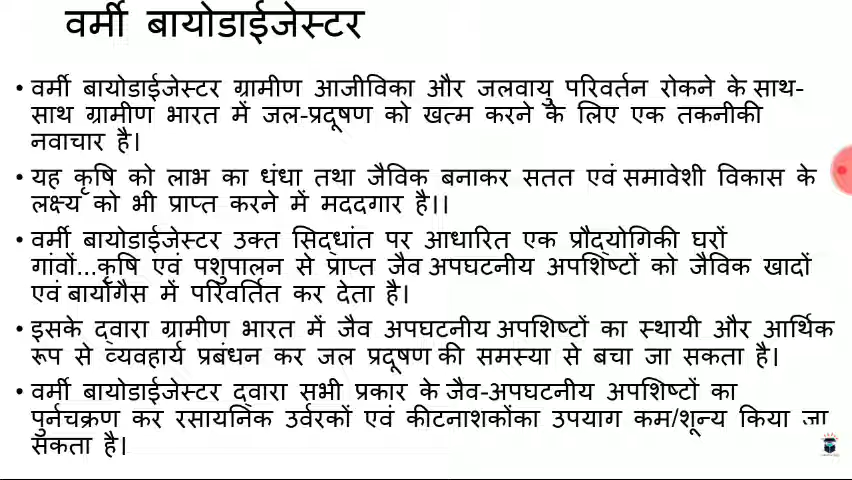 वर्मी बायोडाईजेस्टर
• वर्मी बायोडाईजेस्टर ग्रामीण आजीविका और जलवायु परिवर्तन रोकने के साथ-
साथ ग्रामीण भारत में जल-प्रदूषण को खत्म करने के लिए एक तकनीकी
नवाचार है।
• यह कृषि को लाभ का धंधा तथा जैविक बनाकर सतत एवं समावेशी विकास के
लक्ष्य को भी प्राप्त करने में मददगार है।।
• वर्मी बायोडाईजेस्टर उक्त सिद्धांत पर आधारित एक प्रौद्योगिकी घरों
गांवों...कृषि एवं पशुपालन से प्राप्त जैव अपघटनीय अपशिष्टों को जैविक खादों
एवं बायोगैस में परिवर्तित कर देता है।
• इसके द्वारा ग्रामीण भारत में जैव अपघटनीय अपशिष्टों का स्थायी और आर्थिक
रूप से व्यवहार्य प्रबंधन कर जल प्रदूषण की समस्या से बचा जा सकता है।
• वर्मी बायोडाईजेस्टर द्वारा सभी प्रकार के जैव-अपघटनीय अपशिष्टों का
पुर्नचक्रण कर रसायनिक उर्वरकों एवं कीटनाशकोंका उपयाग कम/शून्य किया जा
सकता है।